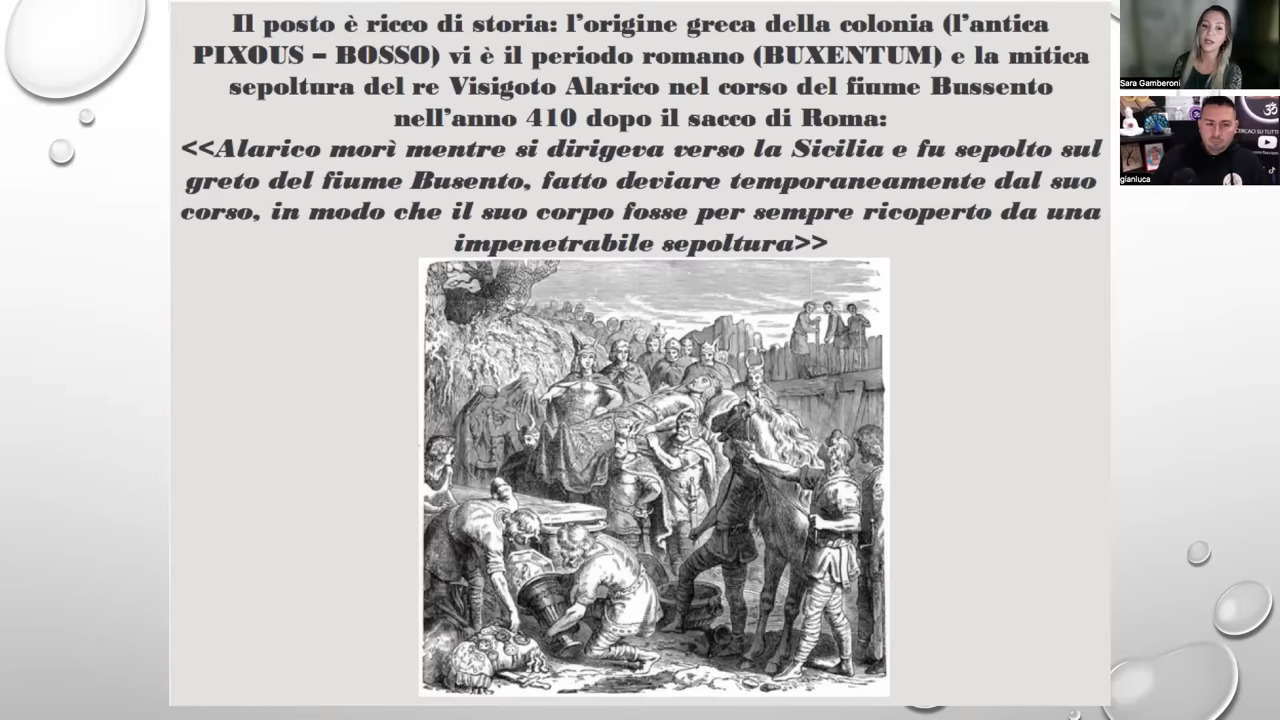 Il posto è ricco di storia: l'origine greca della colonia (l'antica
PIXOUS – BOSSO) vi è il periodo romano (BUXENTUM) e la mitica
sepoltura del re Visigoto Alarico nel corso del fiume Bussento
nell'anno 410 dopo il sacco di Roma:
<<Alarico morì mentre si dirigeva verso la Sicilia e fu sepolto sul
greto del fiume Busento, fatto deviare temporaneamente dal suo
corso, in modo che il suo corpo fosse per sempre ricoperto da una
impenetrabile sepoltura>>
Sara Gamberoni
CERCACI SU TUTTI
gianluca